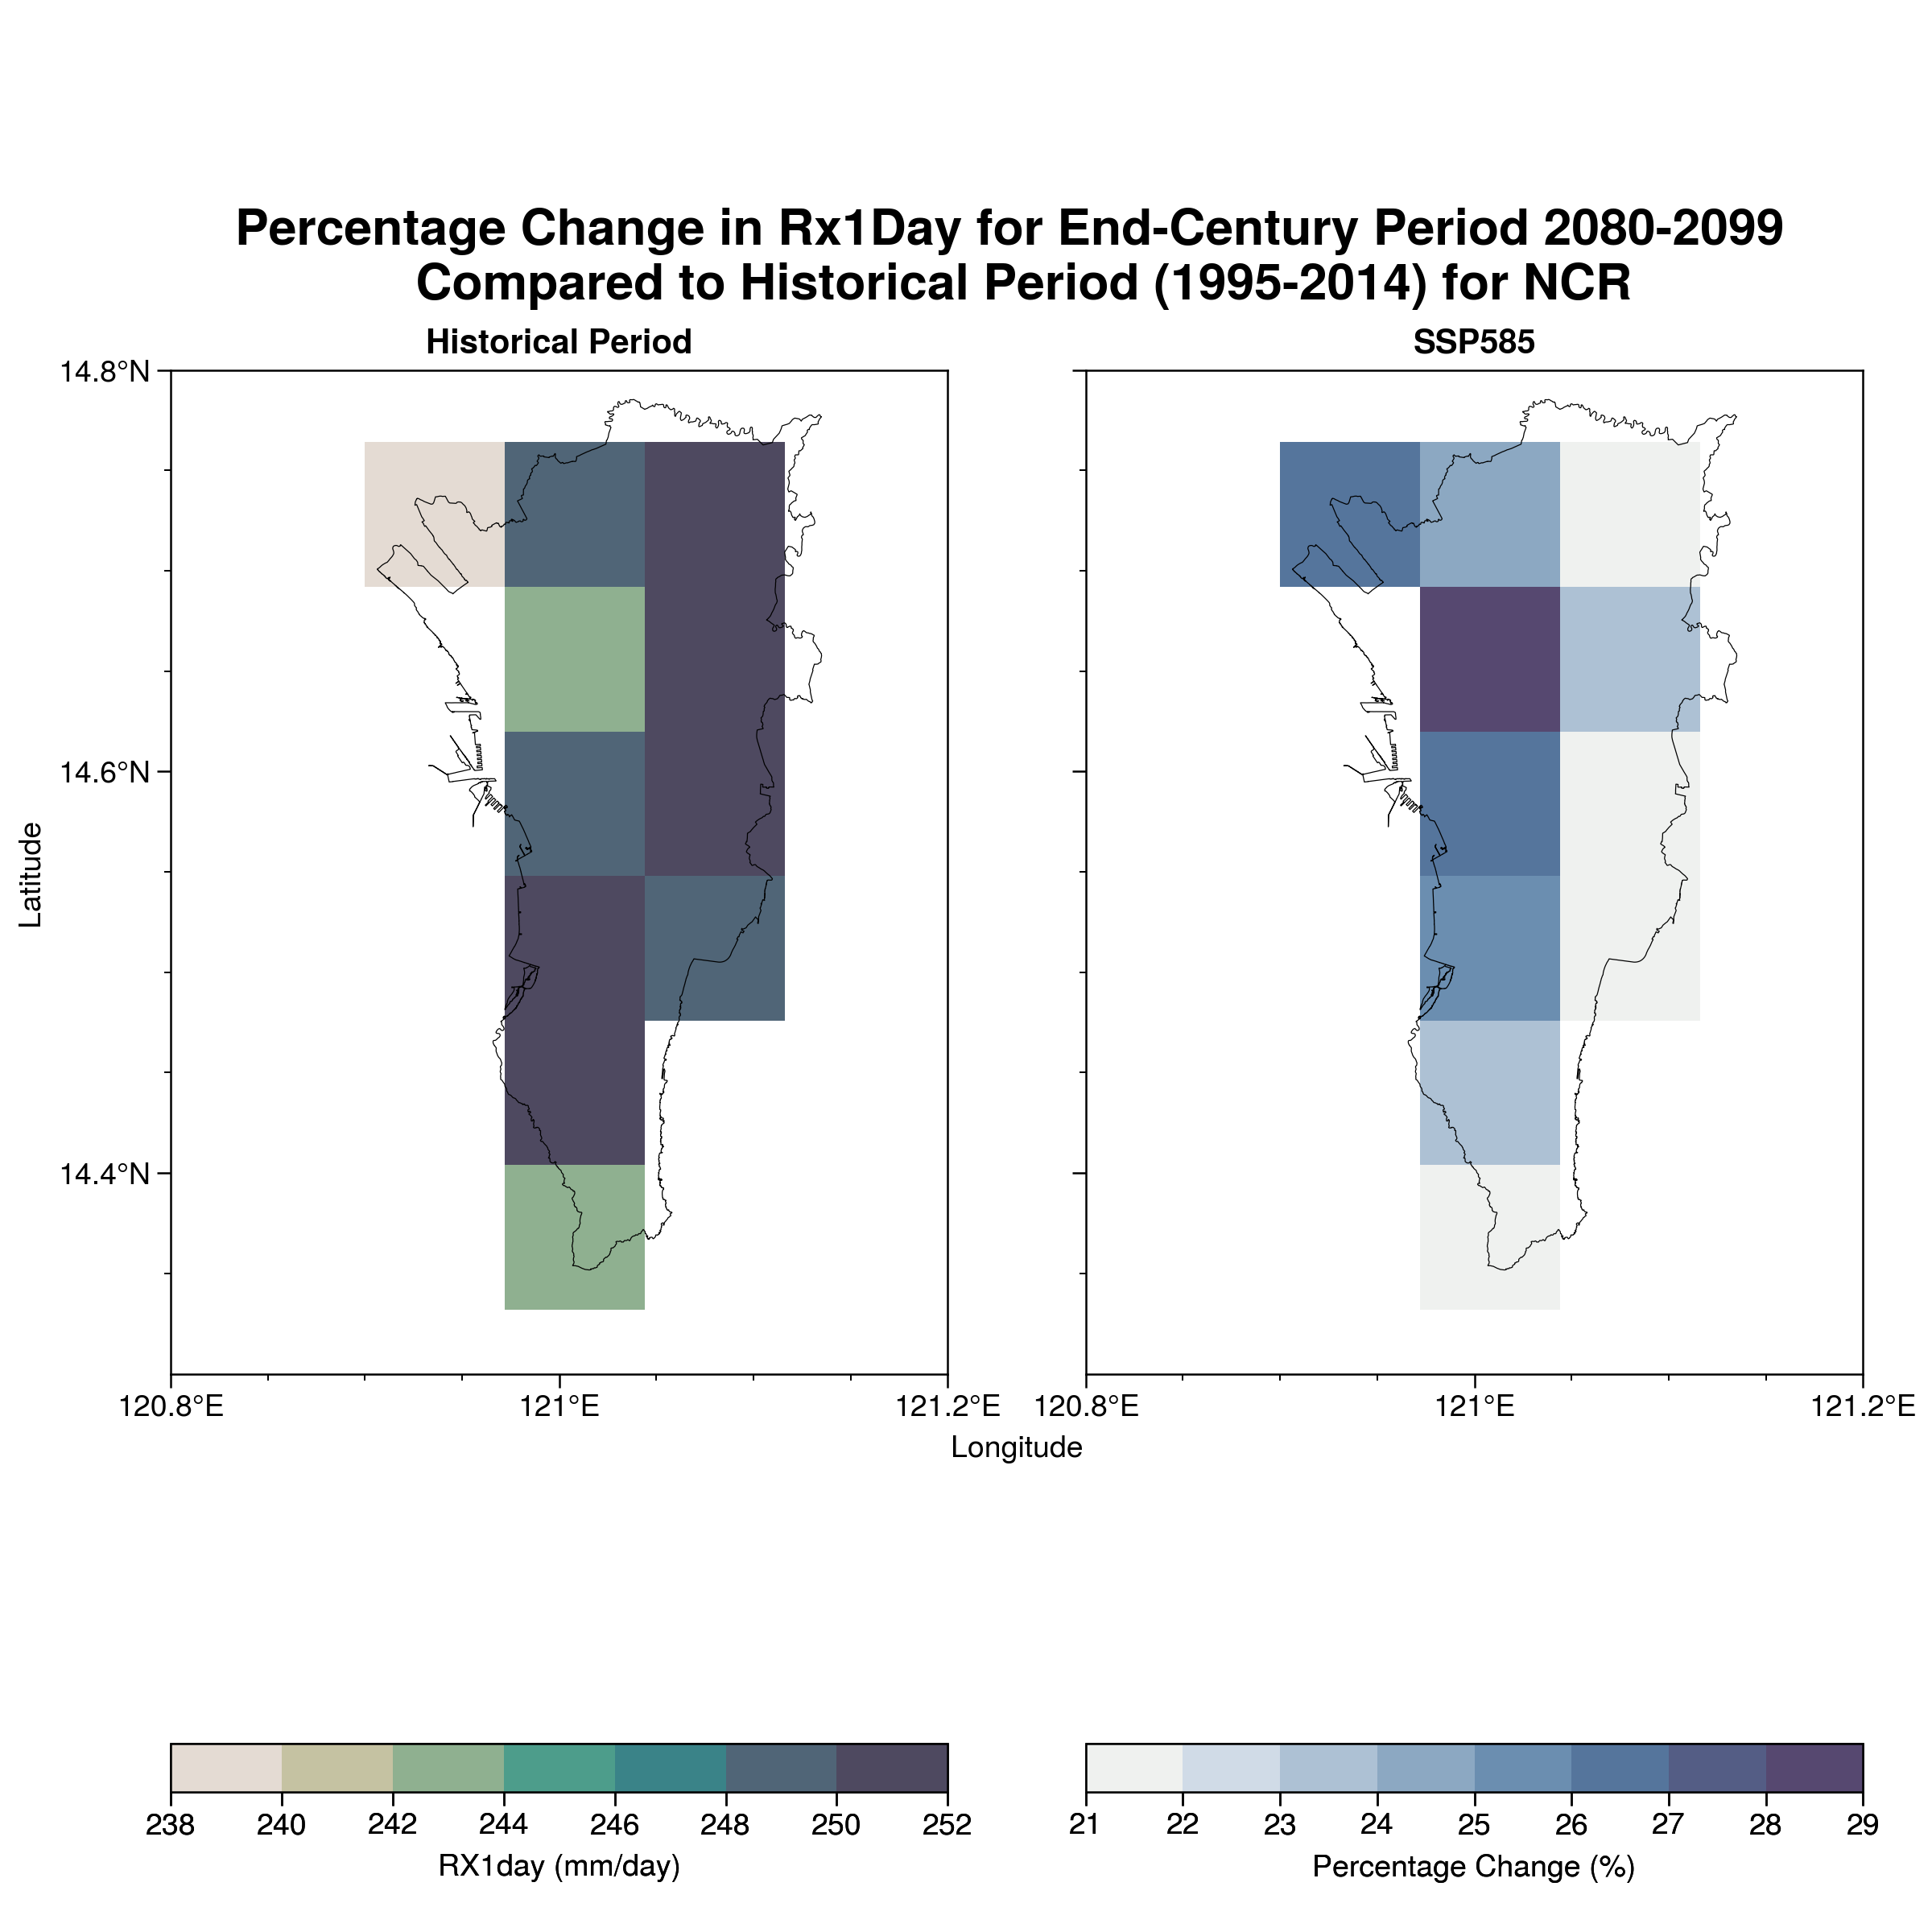 Percentage Change in Rx1Day for End-Century Period 2080-2099
Compared to Historical Period (1995-2014) for NCR
Historical Period
SSP585
14.8°N
14.6°N
14.4°N
Latitude
120.8°E 121°E 121.2°E 120.8°E 121°E 121.2°E
Longitude
238 240 242 244 246 248 250 252
RX1day (mm/day)
21 22 23 24 25 26 27 28 29
Percentage Change (%)